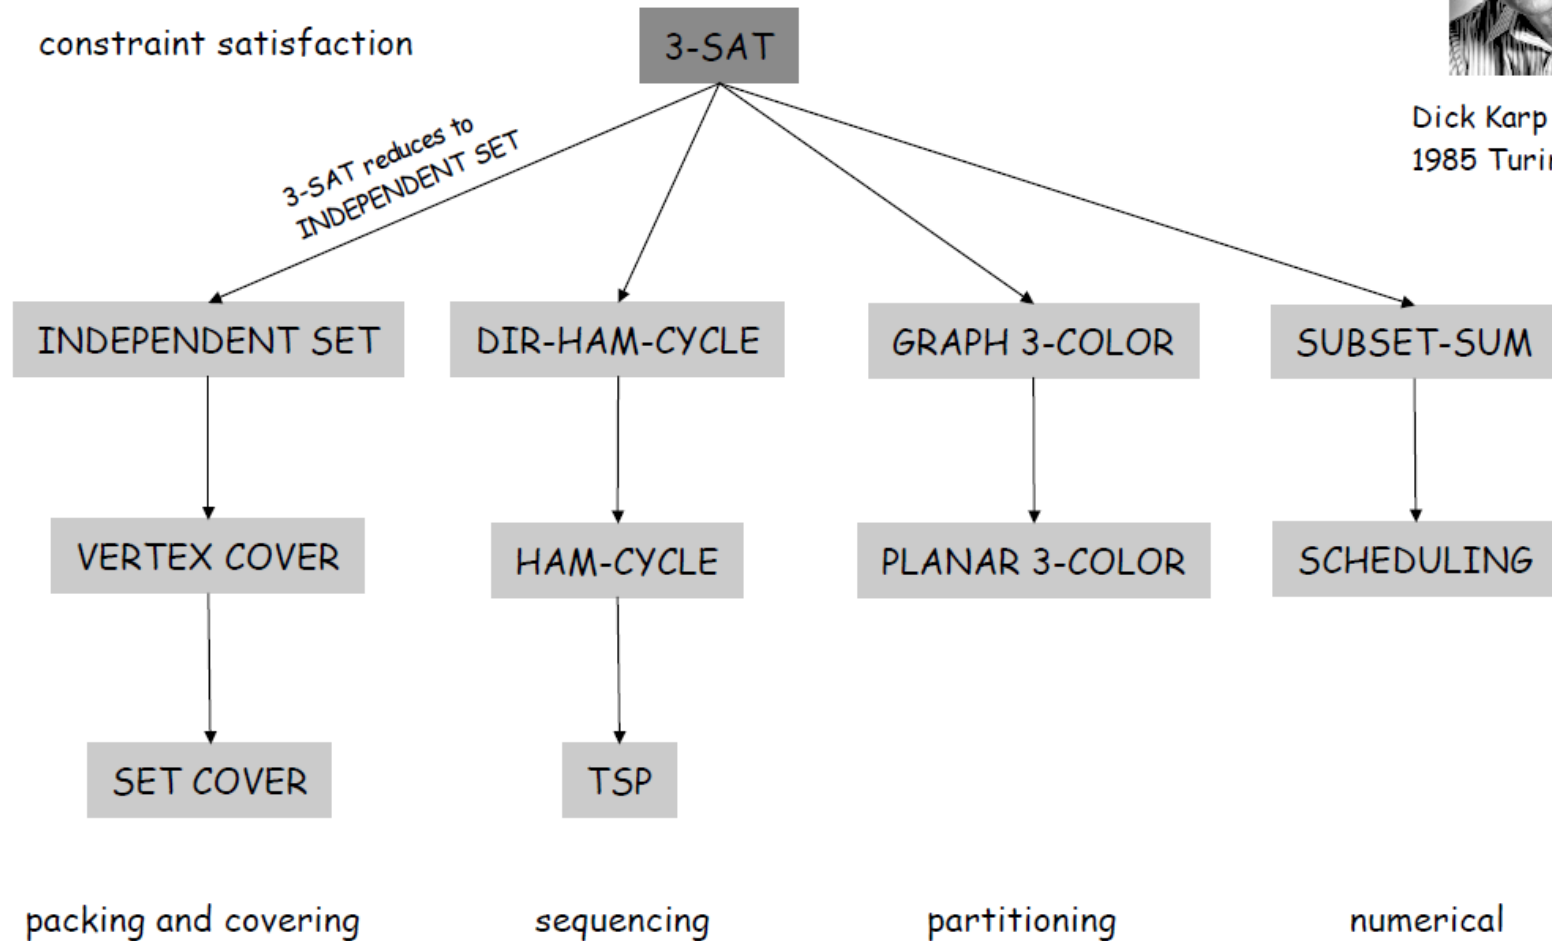 constraint satisfaction
3-SAT
Dick Karp
1985 Turin
3-SAT reduces to
INDEPENDENT SET
INDEPENDENT SET
DIR-HAM-CYCLE
GRAPH 3-COLOR
SUBSET-SUM
VERTEX COVER
HAM-CYCLE
PLANAR 3-COLOR
SCHEDULING
SET COVER
TSP
packing and covering
sequencing
partitioning
numerical